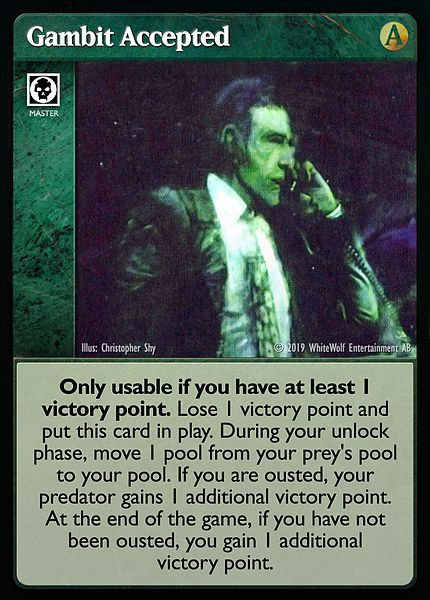 Gambit Accepted
A
MASTER
Illus: Christopher Shy
© 2019 WhiteWolf Entertainment AB
Only usable if you have at least 1
victory point. Lose 1 victory point and
put this card in play. During your unlock
phase, move 1 pool from your prey's pool
to your pool. If you are ousted, your
predator gains 1 additional victory point.
At the end of the game, if you have not
been ousted, you gain 1 additional
victory point.